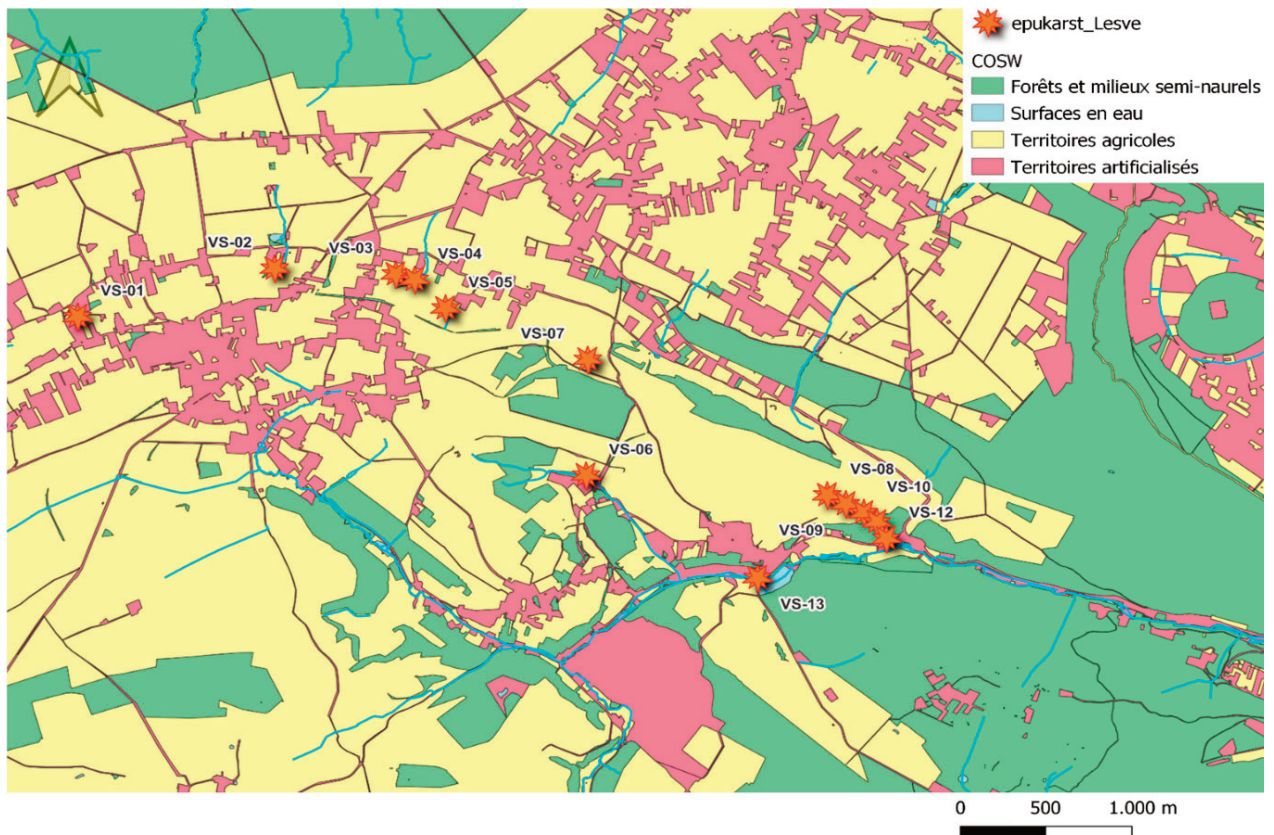 epukarst_Lesve
COSW
Forêts et milieux semi-naurels
Surfaces en eau
Territoires agricoles
Territoires artificialisés
VS-02
VS-03
VS-04
VS-05
VS-01
VS-07
VS-06
VS-08
VS-10
VS-12
VS-09
VS-13
0 500 1.000 m